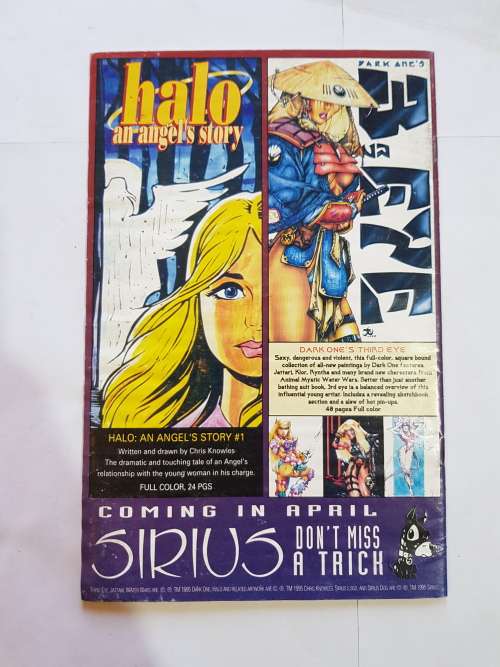 halo
an angel's story
DARK ONE'S
HALO: AN ANGEL'S STORY #1
Written and drawn by Chris Knowles
The dramatic and touching tale of an Angel's
relationship with the young woman in his charge.
FULL COLOR, 24 PGS
DARK ONE'S THIRD EYE
Sexy, dangerous and violent, this full-color, square bound
collection of all-new paintings by Dark One features
Jettart, Klor, Ryntha and many brand new characters from
Animal Mystic Water Wars. Better than just another
bathing suit book, 3rd eye is a balanced overview of this
influential young artist. Includes a revealing sketchbook
section and a slew of hot pin-ups.
48 pages Full color
COMING IN APRIL
SIRIUS
DON'T MISS
A TRICK